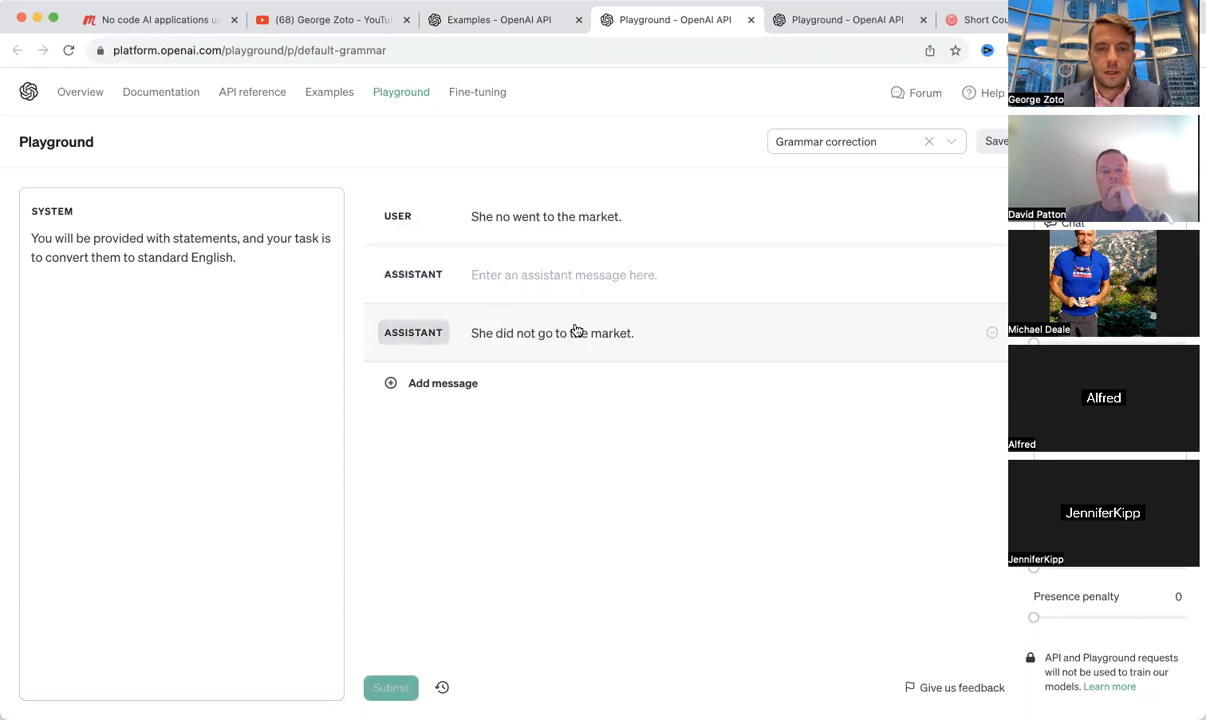 No code AI applications u
(68) George Zoto - YouTu
Examples - OpenAI API
Playground - OpenAI API
Playground - OpenAI API
Short Cou
platform.openai.com/playground/p/default-grammar
Overview
Documentation
API reference
Examples
Playground
Fine-tuning
Forum
Help
Playground
Grammar correction
Save
SYSTEM
You will be provided with statements, and your task is
to convert them to standard English.
USER
She no went to the market.
ASSISTANT
Enter an assistant message here.
ASSISTANT
She did not go to the market.
Add message
Submit
Give us feedback
George Zoto
David Patton
Chat
Michael Deale
Alfred
Alfred
JenniferKipp
JenniferKipp
Presence penalty
0
API and Playground requests
will not be used to train our
models. Learn more